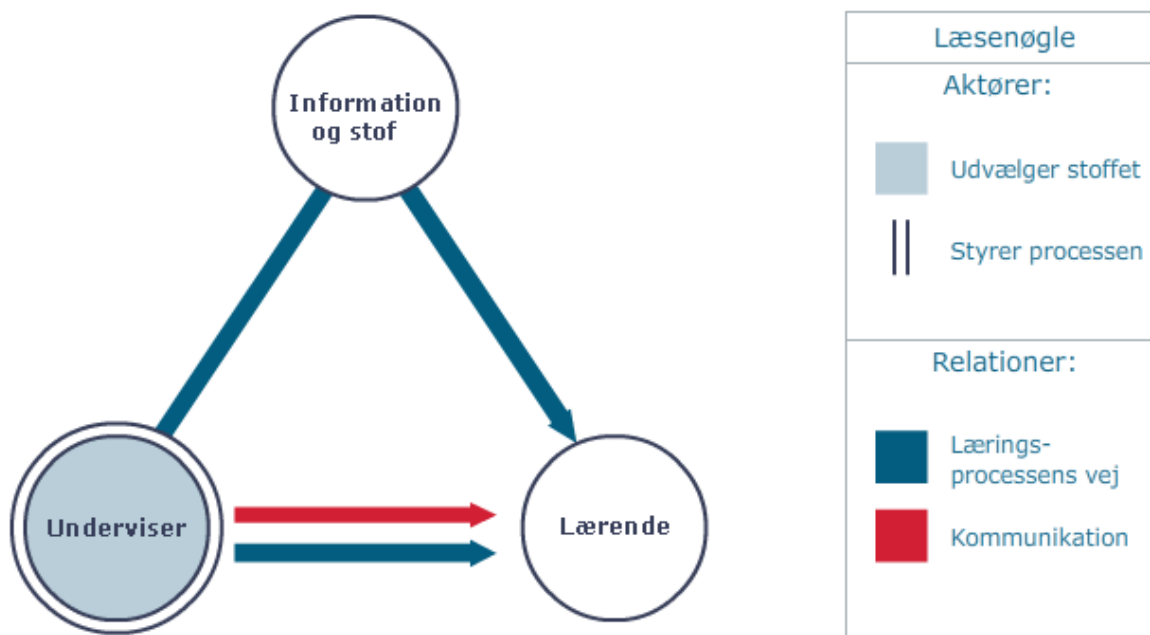 Information
og stof
Underviser
Lærende
Læsenøgle
Aktører:
Udvælger stoffet
Styrer processen
Relationer:
Lærings-
processens vej
Kommunikation